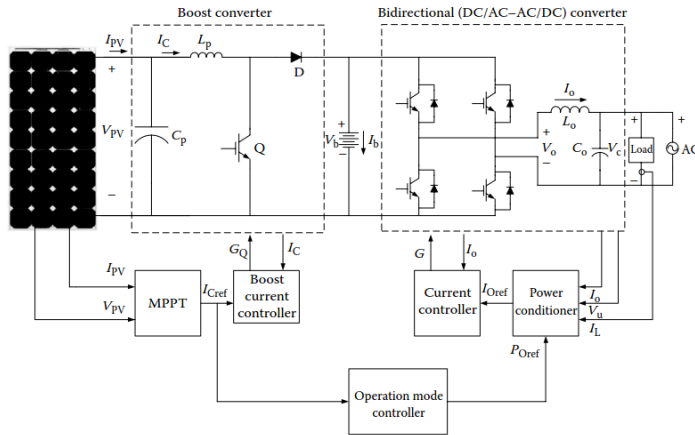 Boost converter
Bidirectional (DC/AC–AC/DC) converter
I_PV
I_C
L_p
D
+
V_PV
–
C_p
Q
+
V_b
–
I_b
I_o
L_o
+
V_o
–
C_o
V_c
+
Load
–
+
AC
G_Q
I_C
G
I_o
I_PV
V_PV
MPPT
I_Cref
Boost
current
controller
Current
controller
I_Oref
Power
conditioner
I_o
V_u
I_L
P_Oref
Operation mode
controller